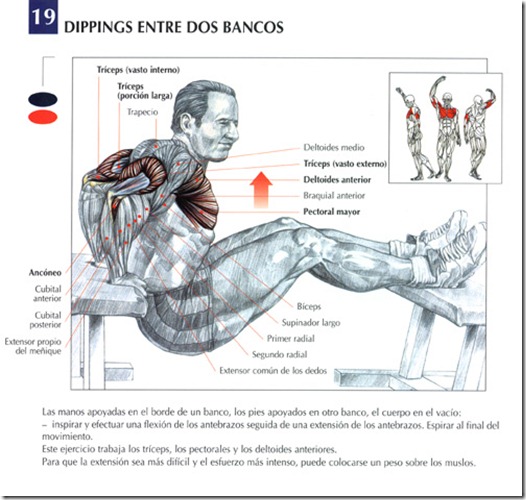 19
DIPPINGS ENTRE DOS BANCOS
Tríceps (vasto interno)
Tríceps
(porción larga)
Trapecio
Deltoides medio
Tríceps (vasto externo)
Deltoides anterior
Braquial anterior
Pectoral mayor
Ancóneo
Cubital
anterior
Cubital
posterior
Extensor propio
del meñique
Bíceps
Supinador largo
Primer radial
Segundo radial
Extensor común de los dedos
Las manos apoyadas en el borde de un banco, los pies apoyados en otro banco, el cuerpo en el vacío:
– inspirar y efectuar una flexión de los antebrazos seguida de una extensión de los antebrazos. Espirar al final del
movimiento.
Este ejercicio trabaja los tríceps, los pectorales y los deltoides anteriores.
Para que la extensión sea más difícil y el esfuerzo más intenso, puede colocarse un peso sobre los muslos.